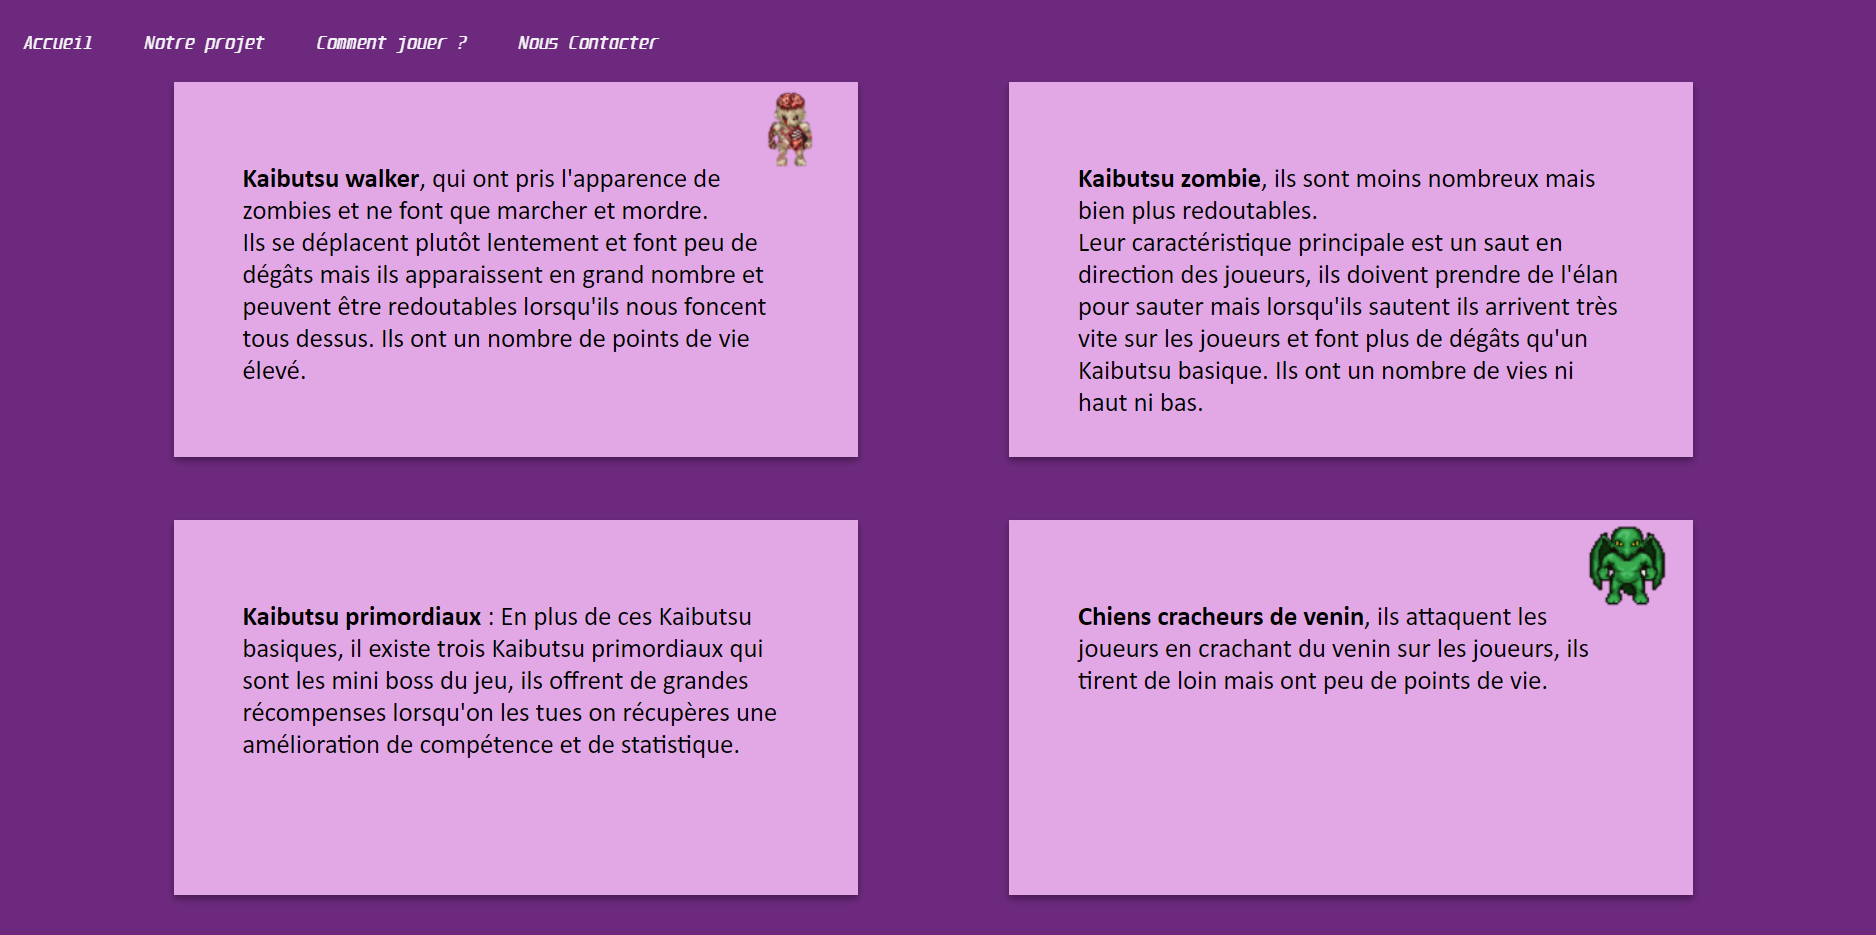 Accueil Notre projet Comment jouer ? Nous Contacter
Kaibutsu walker, qui ont pris l'apparence de
zombies et ne font que marcher et mordre.
Ils se déplacent plutôt lentement et font peu de
dégâts mais ils apparaissent en grand nombre et
peuvent être redoutables lorsqu'ils nous foncent
tous dessus. Ils ont un nombre de points de vie
élevé.
Kaibutsu zombie, ils sont moins nombreux mais
bien plus redoutables.
Leur caractéristique principale est un saut en
direction des joueurs, ils doivent prendre de l'élan
pour sauter mais lorsqu'ils sautent ils arrivent très
vite sur les joueurs et font plus de dégâts qu'un
Kaibutsu basique. Ils ont un nombre de vies ni
haut ni bas.
Kaibutsu primordiaux : En plus de ces Kaibutsu
basiques, il existe trois Kaibutsu primordiaux qui
sont les mini boss du jeu, ils offrent de grandes
récompenses lorsqu'on les tues on récupères une
amélioration de compétence et de statistique.
Chiens cracheurs de venin, ils attaquent les
joueurs en crachant du venin sur les joueurs, ils
tirent de loin mais ont peu de points de vie.